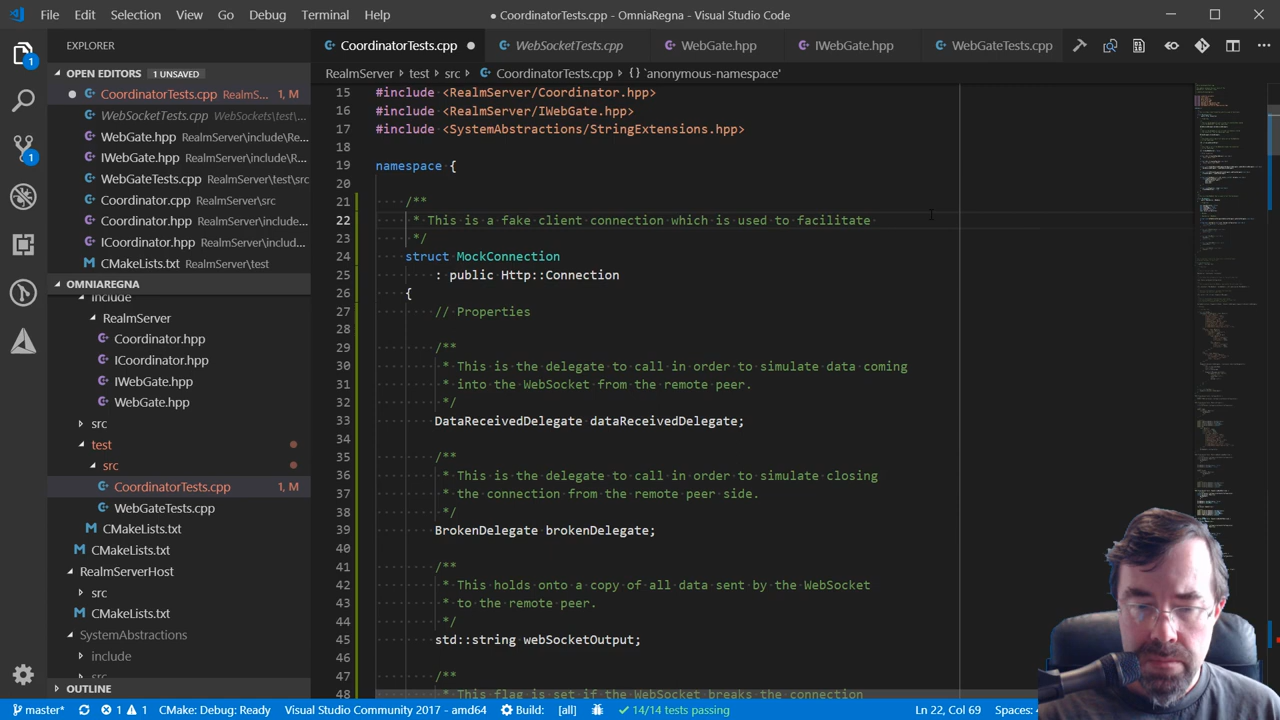 File Edit Selection View Go Debug Terminal Help
● CoordinatorTests.cpp - OmniaRegna - Visual Studio Code
EXPLORER
OPEN EDITORS 1 UNSAVED
CoordinatorTests.cpp RealmS... 1, M
WebSocketTests.cpp WebSockets\test\...
WebGate.hpp RealmServer\include\Re...
IWebGate.hpp RealmServer\include\R...
WebGateTests.cpp RealmServer\test\src
Coordinator.cpp RealmServer\src
Coordinator.hpp RealmServer\include\...
ICoordinator.hpp RealmServer\includ...
CMakeLists.txt RealmServer\test
OMNIAREGNA
include
RealmServer
Coordinator.hpp
ICoordinator.hpp
IWebGate.hpp
WebGate.hpp
src
test
src
CoordinatorTests.cpp 1, M
WebGateTests.cpp
CMakeLists.txt
CMakeLists.txt
RealmServerHost
src
CMakeLists.txt
SystemAbstractions
include
src
OUTLINE
CoordinatorTests.cpp ● WebSocketTests.cpp WebGate.hpp IWebGate.hpp WebGateTests.cpp
RealmServer › test › src › CoordinatorTests.cpp › {} `anonymous-namespace'
15 #include <RealmServer/Coordinator.hpp>
16 #include <RealmServer/IWebGate.hpp>
17 #include <SystemAbstractions/StringExtensions.hpp>
18
19 namespace {
20
21 /**
22 * This is a fake client connection which is used to facilitate
23 *
24 struct MockConnection
25 : public Http::Connection
26 {
27 // Properties
28
29 /**
30 * This is the delegate to call in order to simulate data coming
31 * into the WebSocket from the remote peer.
32 */
33 DataReceivedDelegate dataReceivedDelegate;
34
35 /**
36 * This is the delegate to call in order to simulate closing
37 * the connection from the remote peer side.
38 */
39 BrokenDelegate brokenDelegate;
40
41 /**
42 * This holds onto a copy of all data sent by the WebSocket
43 * to the remote peer.
44 */
45 std::string webSocketOutput;
46
47 /**
48 * This flag is set if the WebSocket breaks the connection
master* 1 1 CMake: Debug: Ready Visual Studio Community 2017 - amd64 Build: [all] 14/14 tests passing Ln 22, Col 69